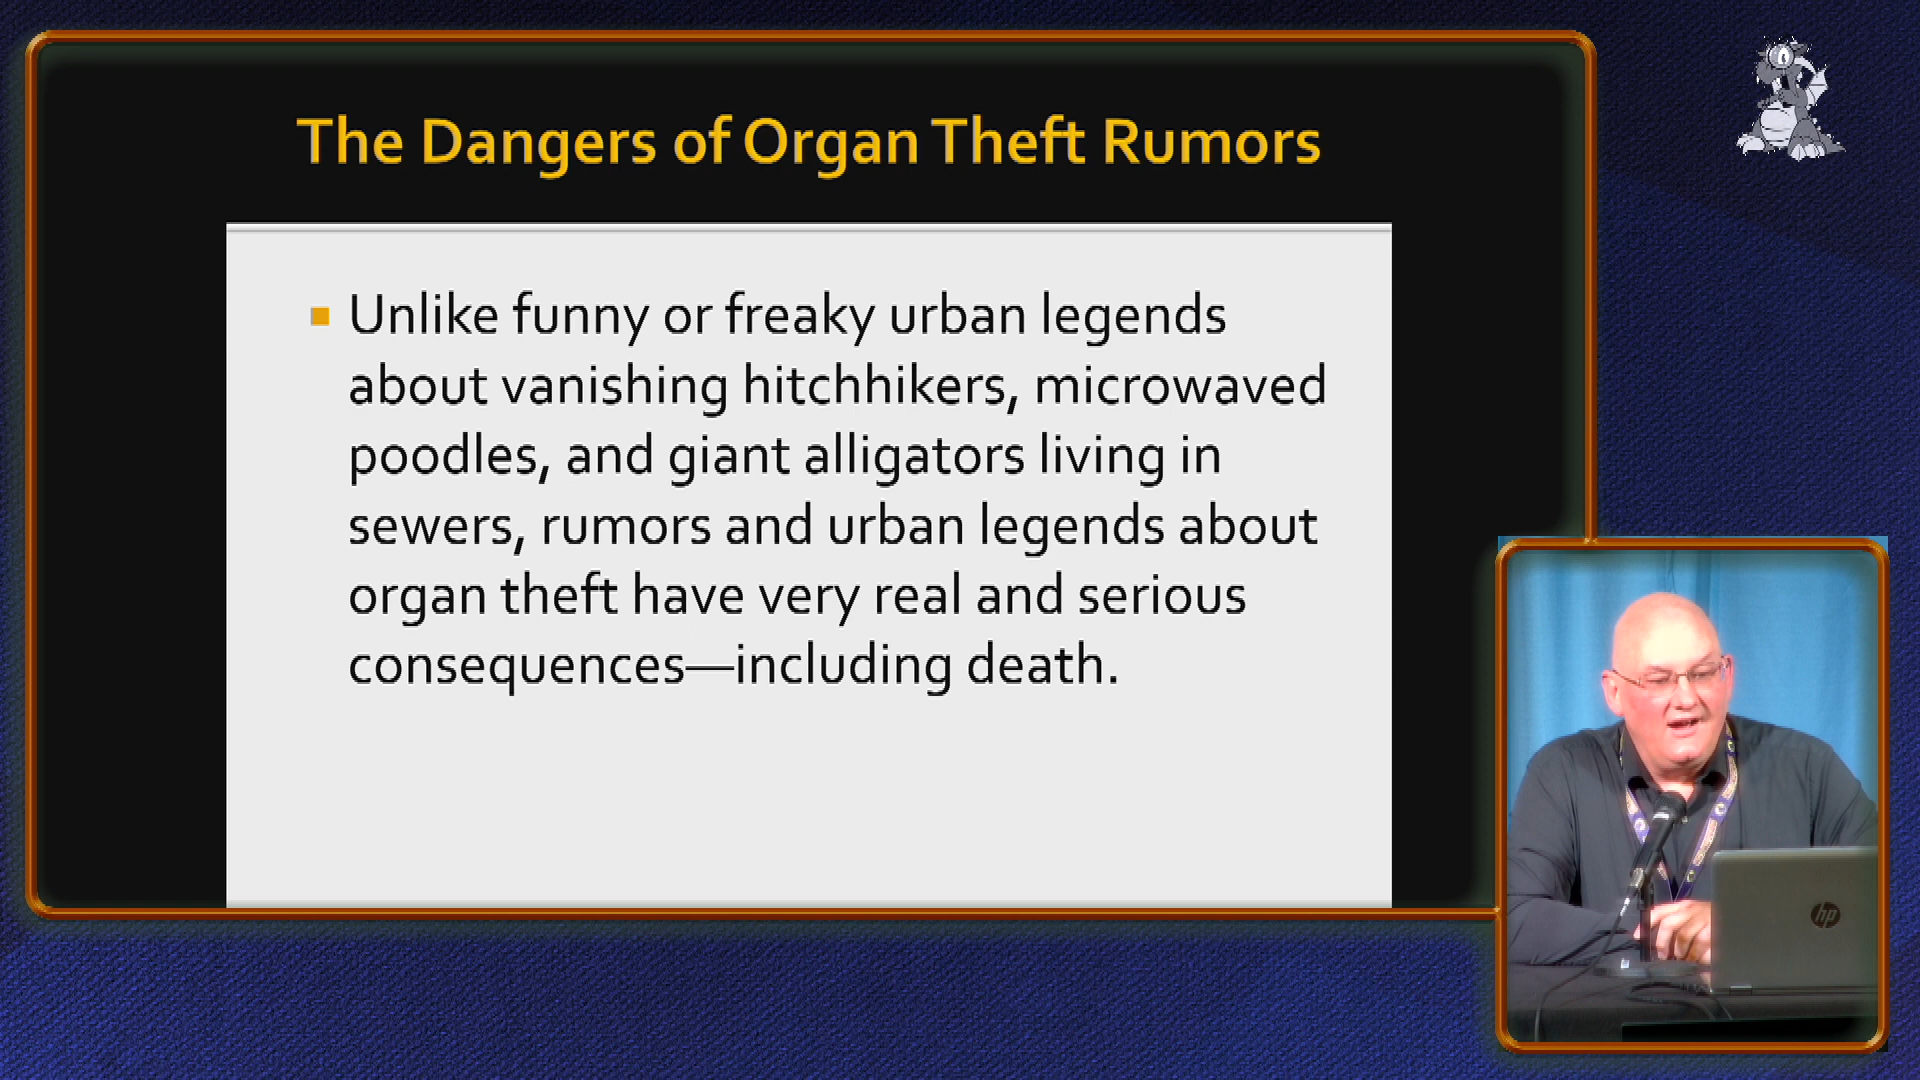 The Dangers of Organ Theft Rumors
Unlike funny or freaky urban legends
about vanishing hitchhikers, microwaved
poodles, and giant alligators living in
sewers, rumors and urban legends about
organ theft have very real and serious
consequences—including death.
hp